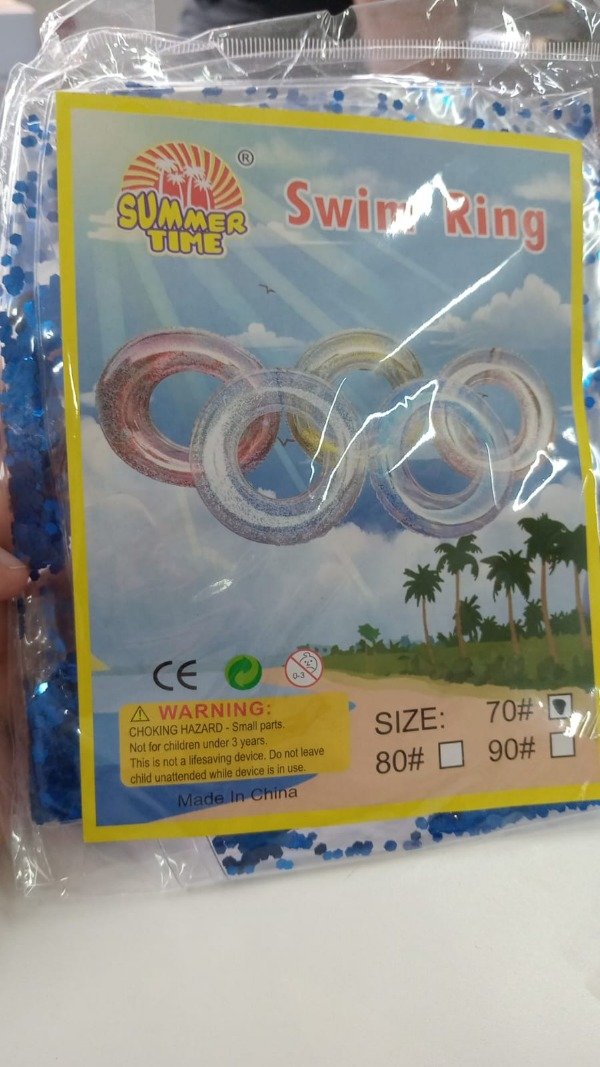 SUMMER
TIME
®
Swim Ring
CE
0-3
WARNING:
CHOKING HAZARD - Small parts.
Not for children under 3 years.
This is not a lifesaving device. Do not leave
child unattended while device is in use.
Made In China
SIZE: 70#
80# 90#